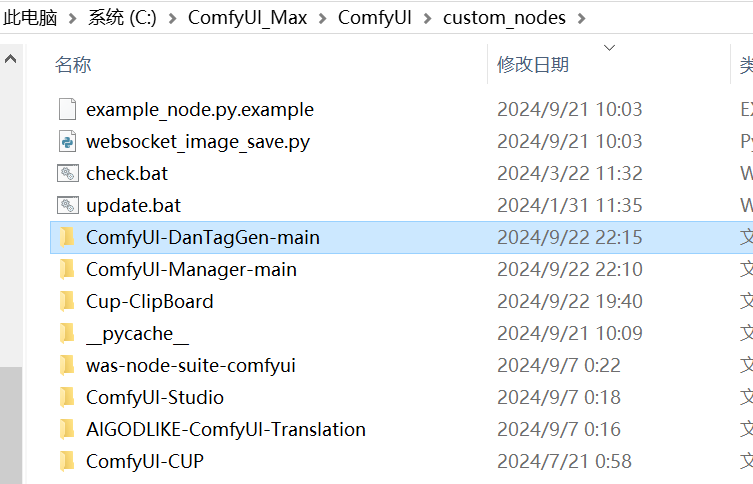 此电脑 > 系统 (C:) > ComfyUI_Max > ComfyUI > custom_nodes >
名称 修改日期 类
example_node.py.example 2024/9/21 10:03 EX
websocket_image_save.py 2024/9/21 10:03 Py
check.bat 2024/3/22 11:32 W
update.bat 2024/1/31 11:35 W
ComfyUI-DanTagGen-main 2024/9/22 22:15 文
ComfyUI-Manager-main 2024/9/22 22:10 文
Cup-ClipBoard 2024/9/22 19:40 文
__pycache__ 2024/9/21 10:09 文
was-node-suite-comfyui 2024/9/7 0:22 文
ComfyUI-Studio 2024/9/7 0:18 文
AIGODLIKE-ComfyUI-Translation 2024/9/7 0:16 文
ComfyUI-CUP 2024/7/21 0:58 文